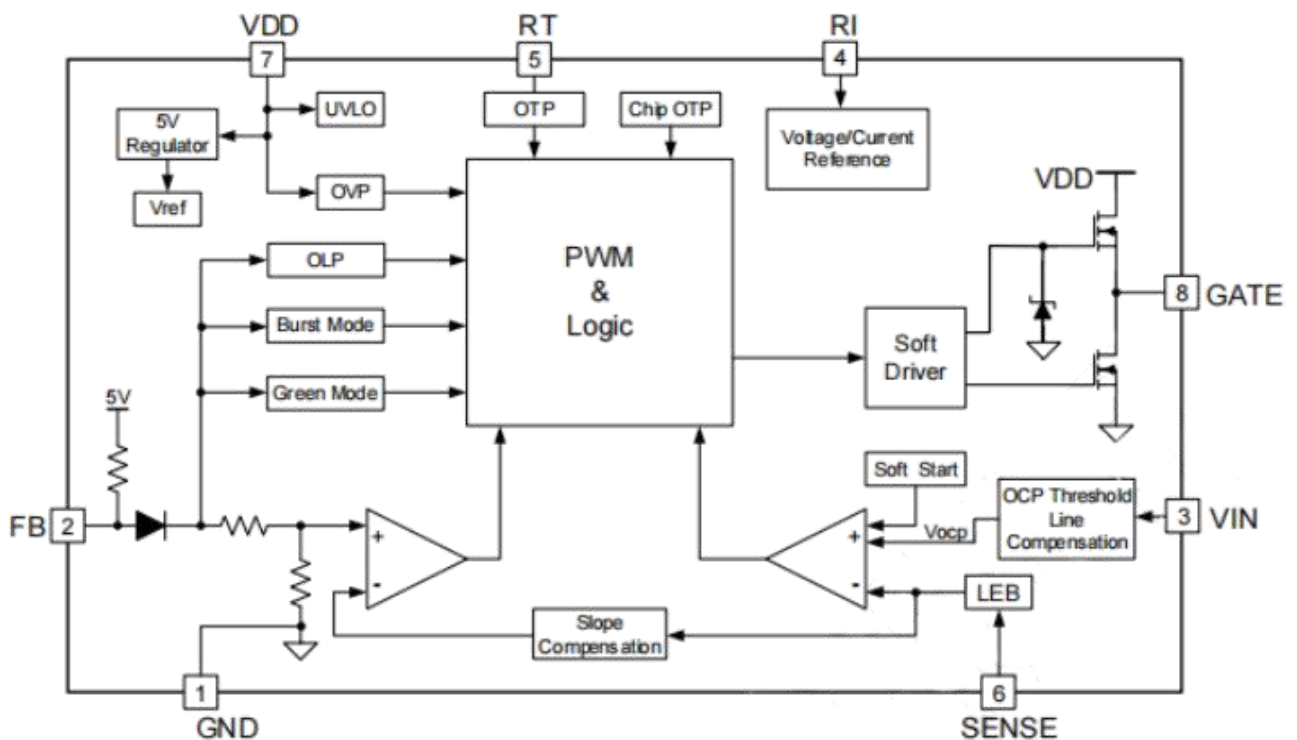 VDD
RT
RI
7
5
4
5V
Regulator
UVLO
OTP
Chip OTP
Voltage/Current
Reference
Vref
OVP
VDD
OLP
PWM
&
Logic
Burst Mode
Soft
Driver
8 GATE
Green Mode
5V
Soft Start
FB 2
+
-
Vocp
+
-
OCP Threshold
Line
Compensation
3 VIN
LEB
Slope
Compensation
1
GND
6
SENSE